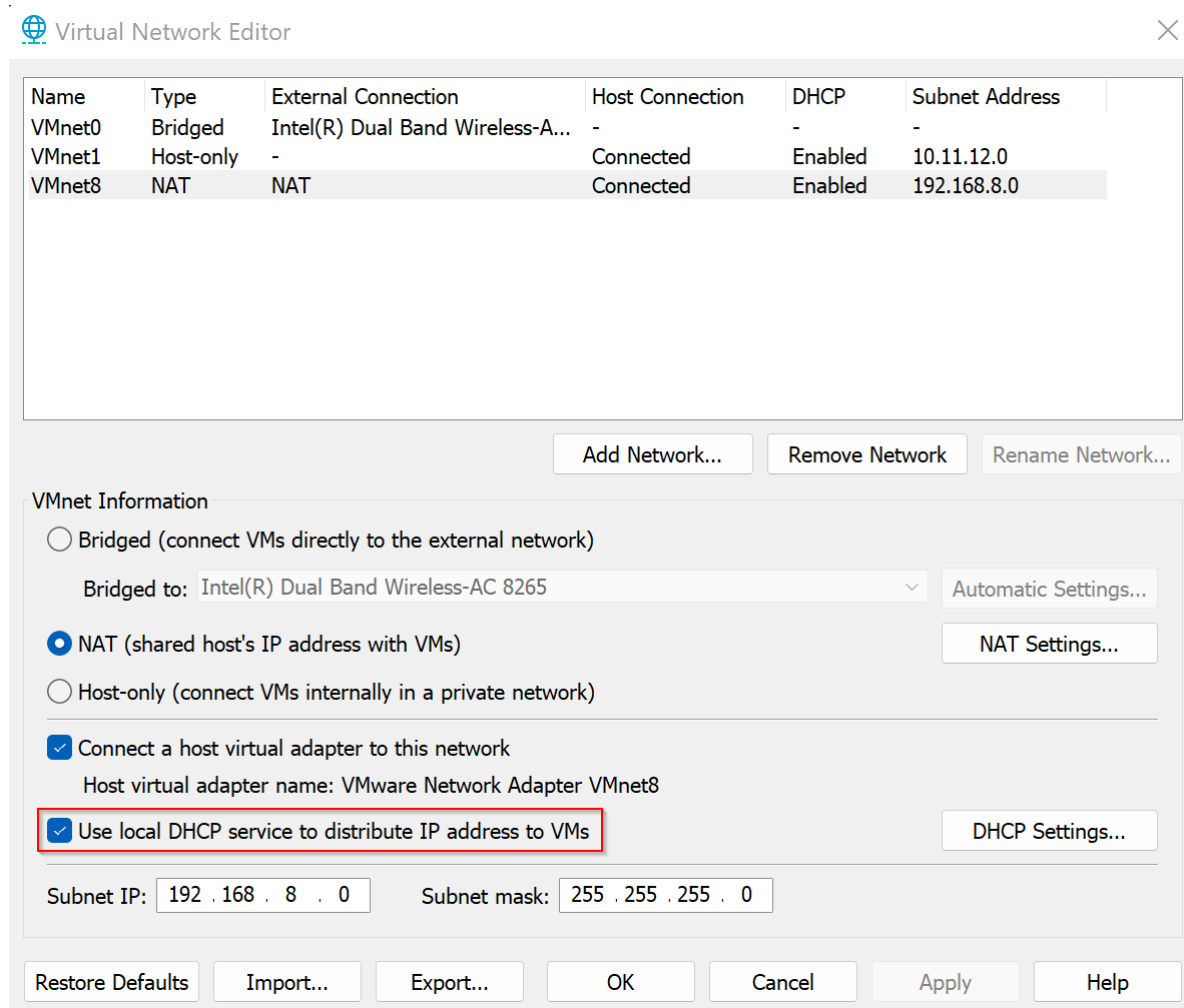 Virtual Network Editor
Name Type External Connection Host Connection DHCP Subnet Address
VMnet0 Bridged Intel(R) Dual Band Wireless-A... - - -
VMnet1 Host-only - Connected Enabled 10.11.12.0
VMnet8 NAT NAT Connected Enabled 192.168.8.0
Add Network... Remove Network Rename Network...
VMnet Information
Bridged (connect VMs directly to the external network)
Bridged to: Intel(R) Dual Band Wireless-AC 8265 Automatic Settings...
NAT (shared host's IP address with VMs) NAT Settings...
Host-only (connect VMs internally in a private network)
Connect a host virtual adapter to this network
Host virtual adapter name: VMware Network Adapter VMnet8
Use local DHCP service to distribute IP address to VMs DHCP Settings...
Subnet IP: 192 . 168 . 8 . 0 Subnet mask: 255 . 255 . 255 . 0
Restore Defaults Import... Export... OK Cancel Apply Help